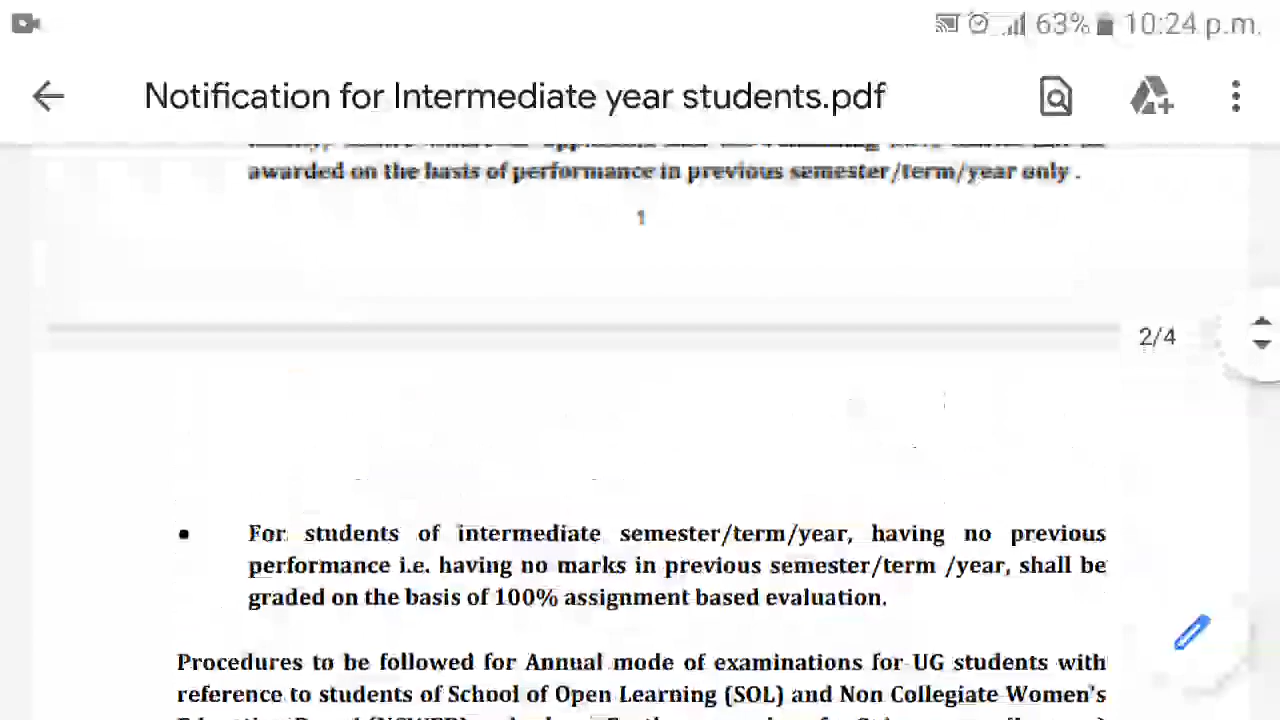 63% 10:24 p.m.
Notification for Intermediate year students.pdf
awarded on the basis of performance in previous semester/term/year only .
1
2/4
• For students of intermediate semester/term/year, having no previous
performance i.e. having no marks in previous semester/term /year, shall be
graded on the basis of 100% assignment based evaluation.
Procedures to be followed for Annual mode of examinations for UG students with
reference to students of School of Open Learning (SOL) and Non Collegiate Women's